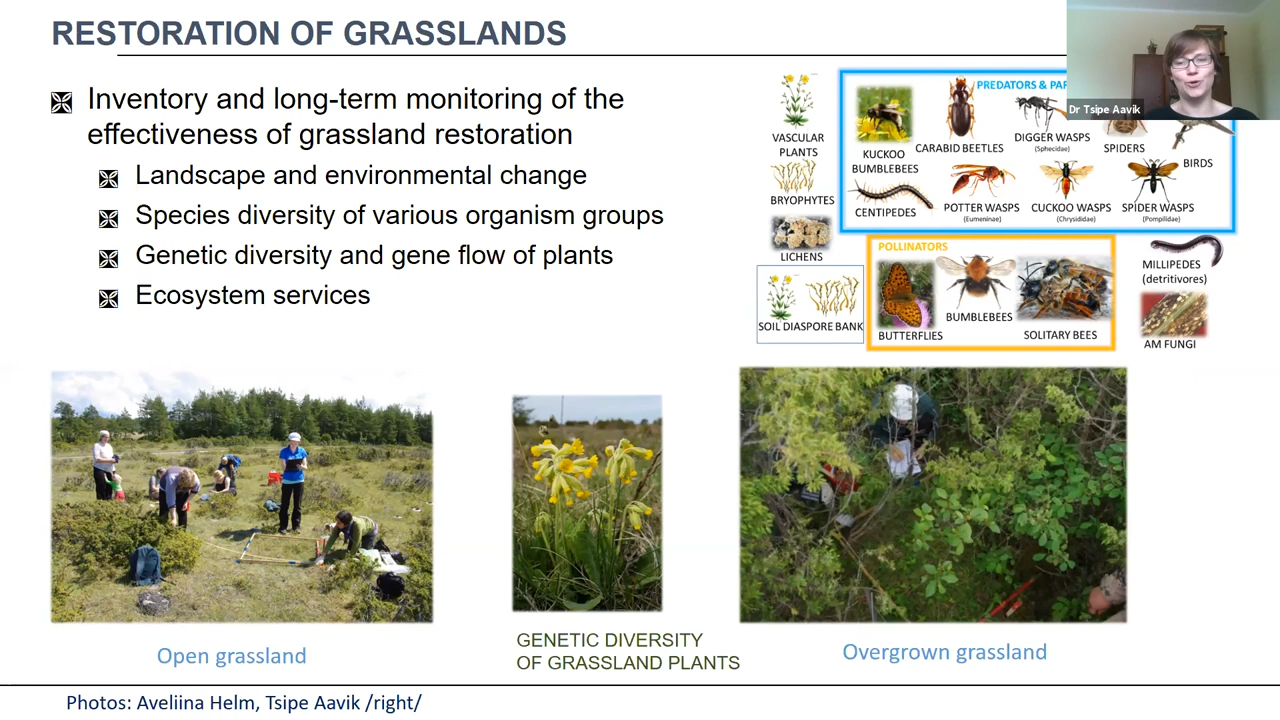 RESTORATION OF GRASSLANDS
Inventory and long-term monitoring of the
effectiveness of grassland restoration
Landscape and environmental change
Species diversity of various organism groups
Genetic diversity and gene flow of plants
Ecosystem services
VASCULAR
PLANTS
BRYOPHYTES
LICHENS
SOIL DIASPORE BANK
PREDATORS &
KUCKOO
BUMBLEBEES
CARABID BEETLES
DIGGER WASPS
(Sphecidae)
SPIDERS
BIRDS
CENTIPEDES
POTTER WASPS
(Eumeninae)
CUCKOO WASPS
(Chrysididae)
SPIDER WASPS
(Pompilidae)
POLLINATORS
BUTTERFLIES
BUMBLEBEES
SOLITARY BEES
MILLIPEDES
(detritivores)
AM FUNGI
Dr Tsipe Aavik
Open grassland
GENETIC DIVERSITY
OF GRASSLAND PLANTS
Overgrown grassland
Photos: Aveliina Helm, Tsipe Aavik /right/